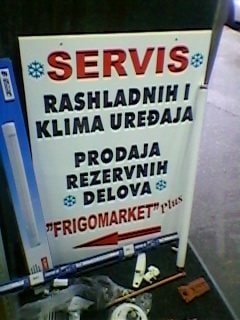 SERVIS
RASHLADNIH I
KLIMA UREĐAJA
PRODAJA
REZERVNIH
DELOVA
"FRIGOMARKET" Plus